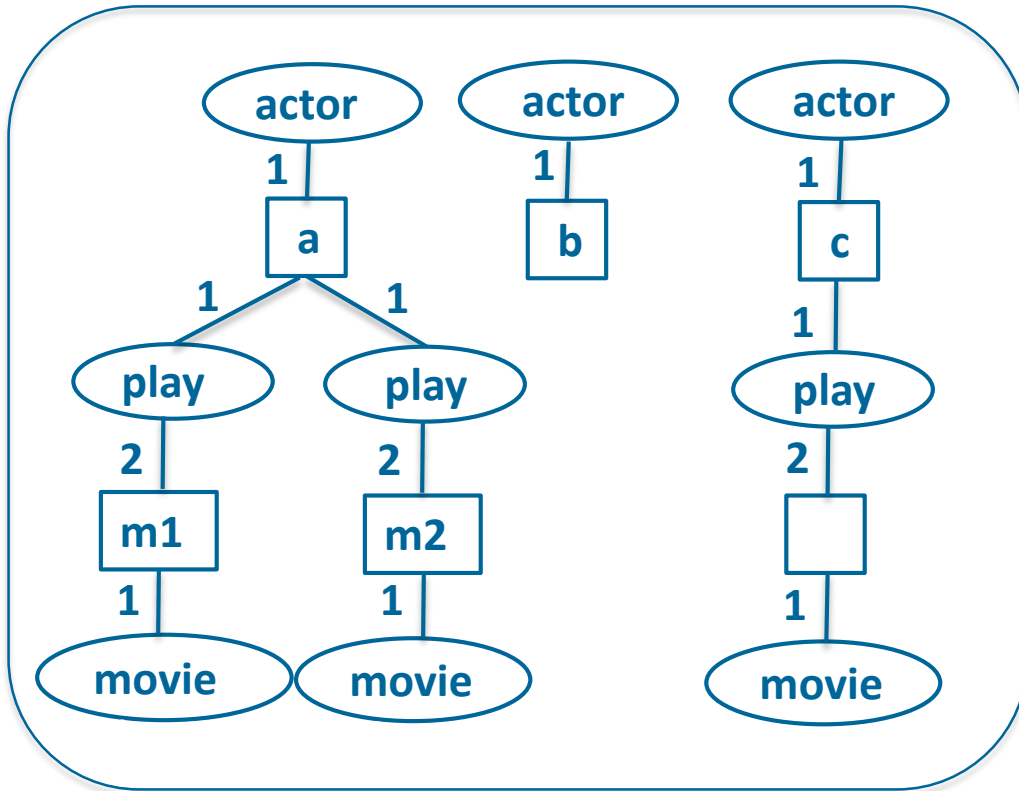 actor actor actor
1 1 1
a b c
1 1 1
play play play
2 2 2
m1 m2
1 1 1
movie movie movie